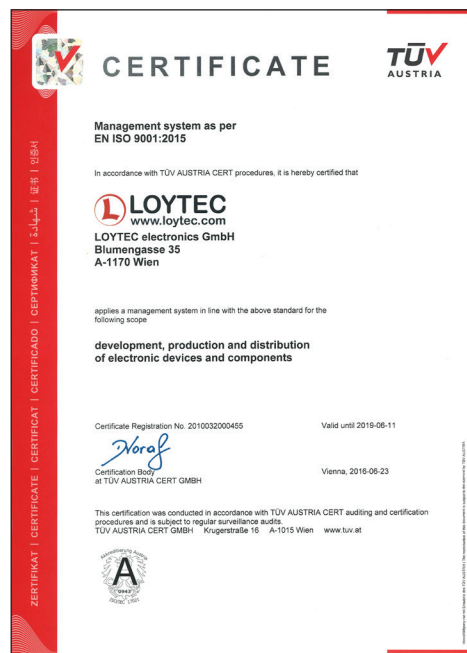 CERTIFICATE
TÜV
AUSTRIA
Management system as per
EN ISO 9001:2015
In accordance with TÜV AUSTRIA CERT procedures, it is hereby certified that
LOYTEC
www.loytec.com
LOYTEC electronics GmbH
Blumengasse 35
A-1170 Wien
applies a management system in line with the above standard for the
following scope
development, production and distribution
of electronic devices and components
Certificate Registration No. 2010032000455
Valid until 2019-06-11
Certification Body
at TÜV AUSTRIA CERT GMBH
Vienna, 2016-06-23
This certification was conducted in accordance with TÜV AUSTRIA CERT auditing and certification
procedures and is subject to regular surveillance audits.
TÜV AUSTRIA CERT GMBH Krugerstraße 16 A-1015 Wien www.tuv.at
Akkreditierung Austria
A
0943
ZERTIFIKAT | CERTIFICATE | CERTIFICAT | CERTIFICADO | СЕРТИФИКАТ | شهادة | 证书 | 인증서